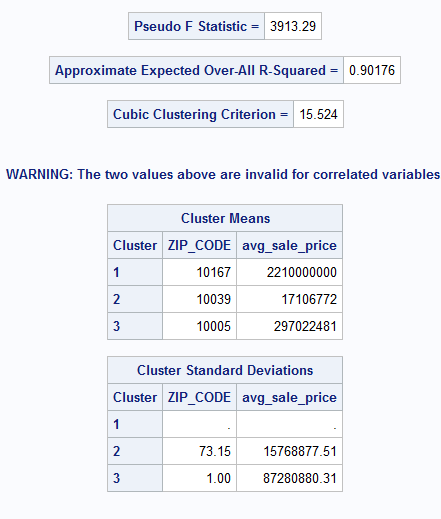 Pseudo F Statistic = 3913.29
Approximate Expected Over-All R-Squared = 0.90176
Cubic Clustering Criterion = 15.524
WARNING: The two values above are invalid for correlated variables
Cluster Means
Cluster ZIP_CODE avg_sale_price
1 10167 2210000000
2 10039 17106772
3 10005 297022481
Cluster Standard Deviations
Cluster ZIP_CODE avg_sale_price
1 . .
2 73.15 15768877.51
3 1.00 87280880.31